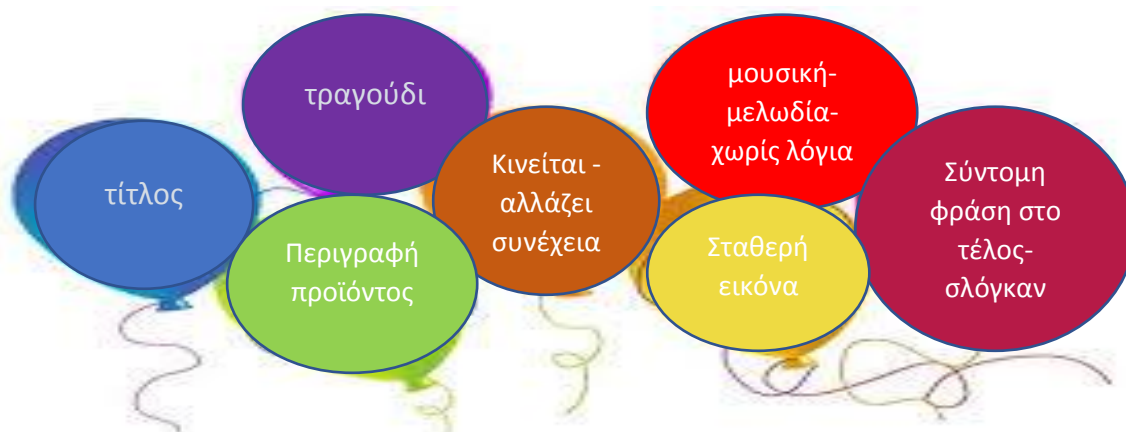 τίτλος
τραγούδι
Περιγραφή
προϊόντος
Κινείται -
αλλάζει
συνέχεια
μουσική-
μελωδία-
χωρίς λόγια
Σταθερή
εικόνα
Σύντομη
φράση στο
τέλος-
σλόγκαν